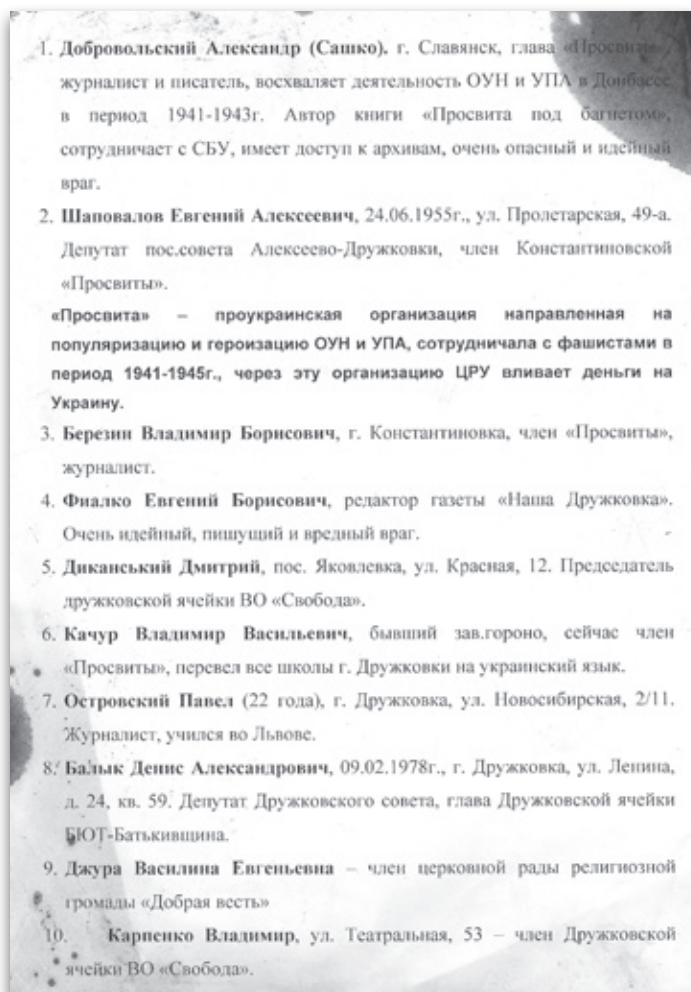 1. Добровольский Александр (Сашко). г. Славянск, глава «Просвиты»,
журналист и писатель, восхваляет деятельность ОУН и УПА в Донбассе
в период 1941-1943г. Автор книги «Просвита под багнетом»,
сотрудничает с СБУ, имеет доступ к архивам, очень опасный и идейный
враг.
2. Шаповалов Евгений Алексеевич, 24.06.1955г., ул. Пролетарская, 49-а.
Депутат пос.совета Алексеево-Дружковки, член Константиновской
«Просвиты».
«Просвита» – проукраинская организация направленная на
популяризацию и героизацию ОУН и УПА, сотрудничала с фашистами в
период 1941-1945г., через эту организацию ЦРУ вливает деньги на
Украину.
3. Березин Владимир Борисович, г. Константиновка, член «Просвиты»,
журналист.
4. Фиалко Евгений Борисович, редактор газеты «Наша Дружковка».
Очень идейный, пишущий и вредный враг.
5. Диканський Дмитрий, пос. Яковлевка, ул. Красная, 12. Председатель
дружковской ячейки ВО «Свобода».
6. Качур Владимир Васильевич, бывший зав.гороно, сейчас член
«Просвиты», перевел все школы г. Дружковки на украинский язык.
7. Островский Павел (22 года), г. Дружковка, ул. Новосибирская, 2/11.
Журналист, учился во Львове.
8. Балык Денис Александрович, 09.02.1978г., г. Дружковка, ул. Ленина,
д. 24, кв. 59. Депутат Дружковского совета, глава Дружковской ячейки
БЮТ-Батькивщина.
9. Джура Василина Евгеньевна – член церковной рады религиозной
громады «Добрая весть»
10. Карпенко Владимир, ул. Театральная, 53 – член Дружковской
ячейки ВО «Свобода».